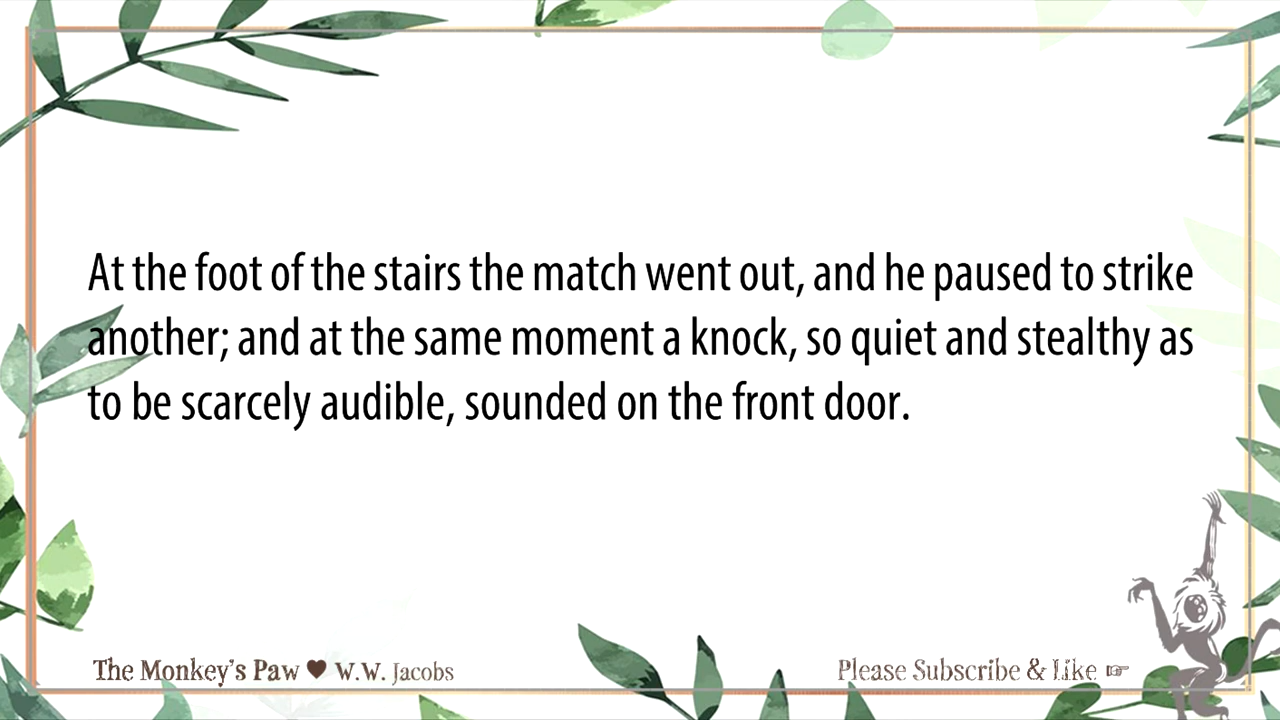 At the foot of the stairs the match went out, and he paused to strike
another; and at the same moment a knock, so quiet and stealthy as
to be scarcely audible, sounded on the front door.
The Monkey's Paw ♥ W.W. Jacobs
Please Subscribe & Like ☞